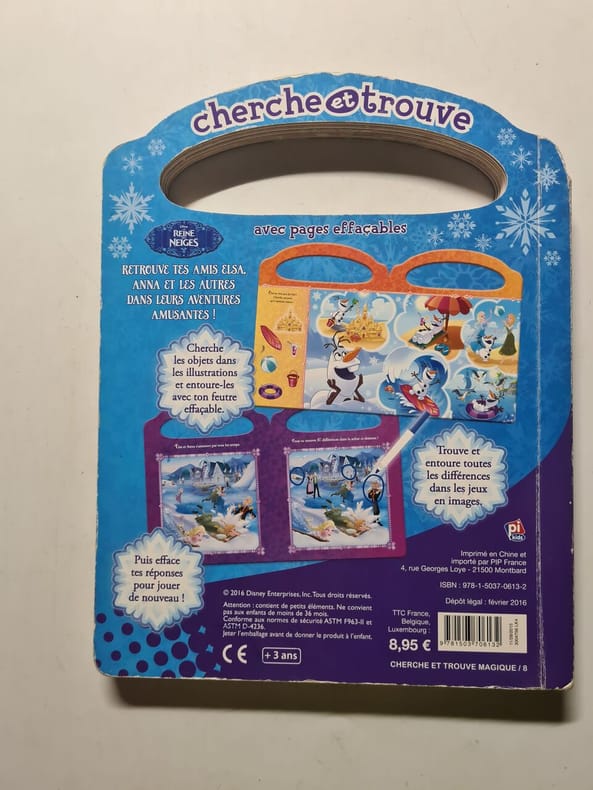 cherche et trouve
avec pages effaçables
Disney
REINE
NEIGES
RETROUVE TES AMIS ELSA,
ANNA ET LES AUTRES
DANS LEURS AVENTURES
AMUSANTES !
Cherche
les objets dans
les illustrations
et entoure-les
avec ton feutre
effaçable.
Trouve et
entoure toutes
les différences
dans les jeux
en images.
Puis efface
tes réponses
pour jouer
de nouveau !
pi
kids
Imprimé en Chine et
importé par PIP France
4, rue Georges Loye - 21500 Montbard
ISBN : 978-1-5037-0613-2
Dépôt légal : février 2016
© 2016 Disney Enterprises, Inc. Tous droits réservés.
Attention : contient de petits éléments. Ne convient
pas aux enfants de moins de 36 mois.
Conforme aux normes de sécurité ASTM F963-II et
ASTM D-4236.
Jeter l'emballage avant de donner le produit à l'enfant.
CE
+3 ans
TTC France,
Belgique,
Luxembourg :
8,95 €
9 781503 706132
CHERCHE ET TROUVE MAGIQUE / 8